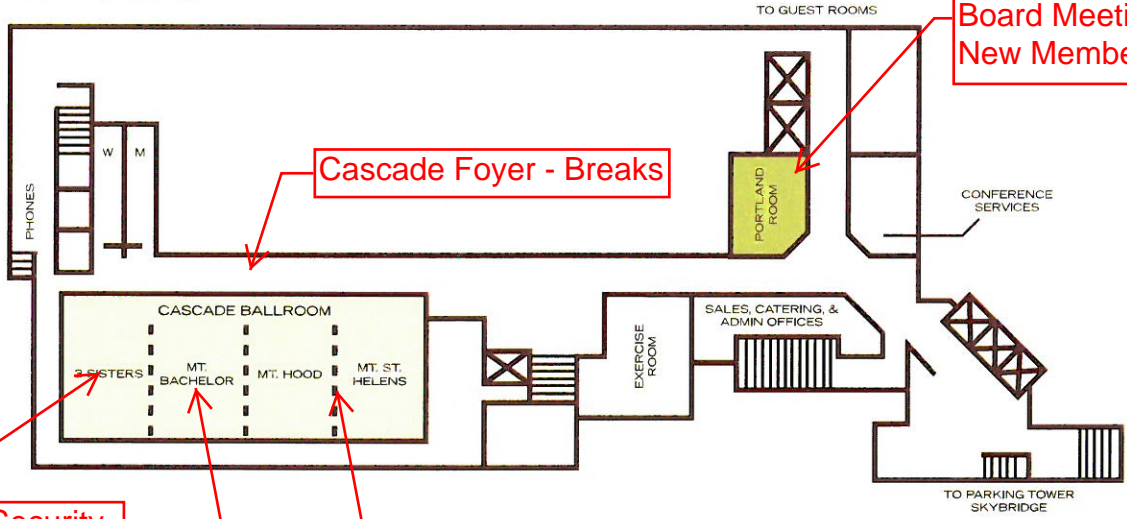 TO GUEST ROOMS
Board Meeti
New Membe
W M
Cascade Foyer - Breaks
PORTLAND
ROOM
PHONES
CONFERENCE
SERVICES
CASCADE BALLROOM
SALES, CATERING, &
ADMIN OFFICES
3 SISTERS
MT.
BACHELOR
MT. HOOD
MT. ST.
HELENS
EXERCISE
ROOM
Security
TO PARKING TOWER
SKYBRIDGE